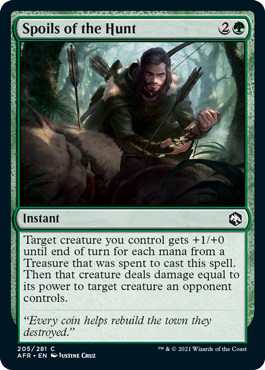 Spoils of the Hunt 2
Instant
Target creature you control gets +1/+0
until end of turn for each mana from a
Treasure that was spent to cast this spell.
Then that creature deals damage equal to
its power to target creature an opponent
controls.
“Every coin helps rebuild the town they
destroyed.”
205/281 C
AFR • EN JUSTINE CRUZ ™ & © 2021 Wizards of the Coast